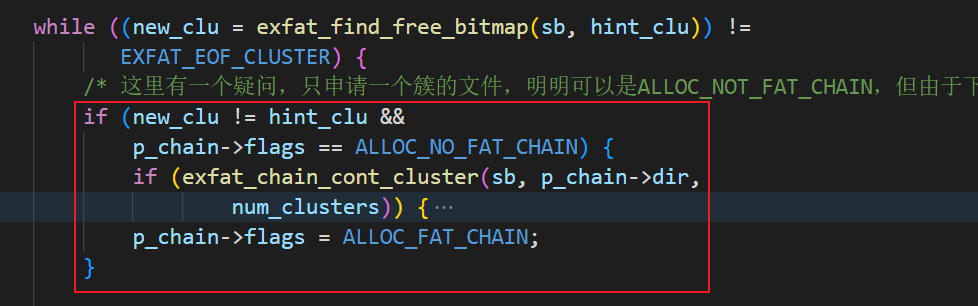 while ((new_clu = exfat_find_free_bitmap(sb, hint_clu)) !=
EXFAT_EOF_CLUSTER) {
/* 这里有一个疑问，只申请一个簇的文件，明明可以是ALLOC_NOT_FAT_CHAIN，但由于下
if (new_clu != hint_clu &&
p_chain->flags == ALLOC_NO_FAT_CHAIN) {
if (exfat_chain_cont_cluster(sb, p_chain->dir,
num_clusters)) {…
p_chain->flags = ALLOC_FAT_CHAIN;
}